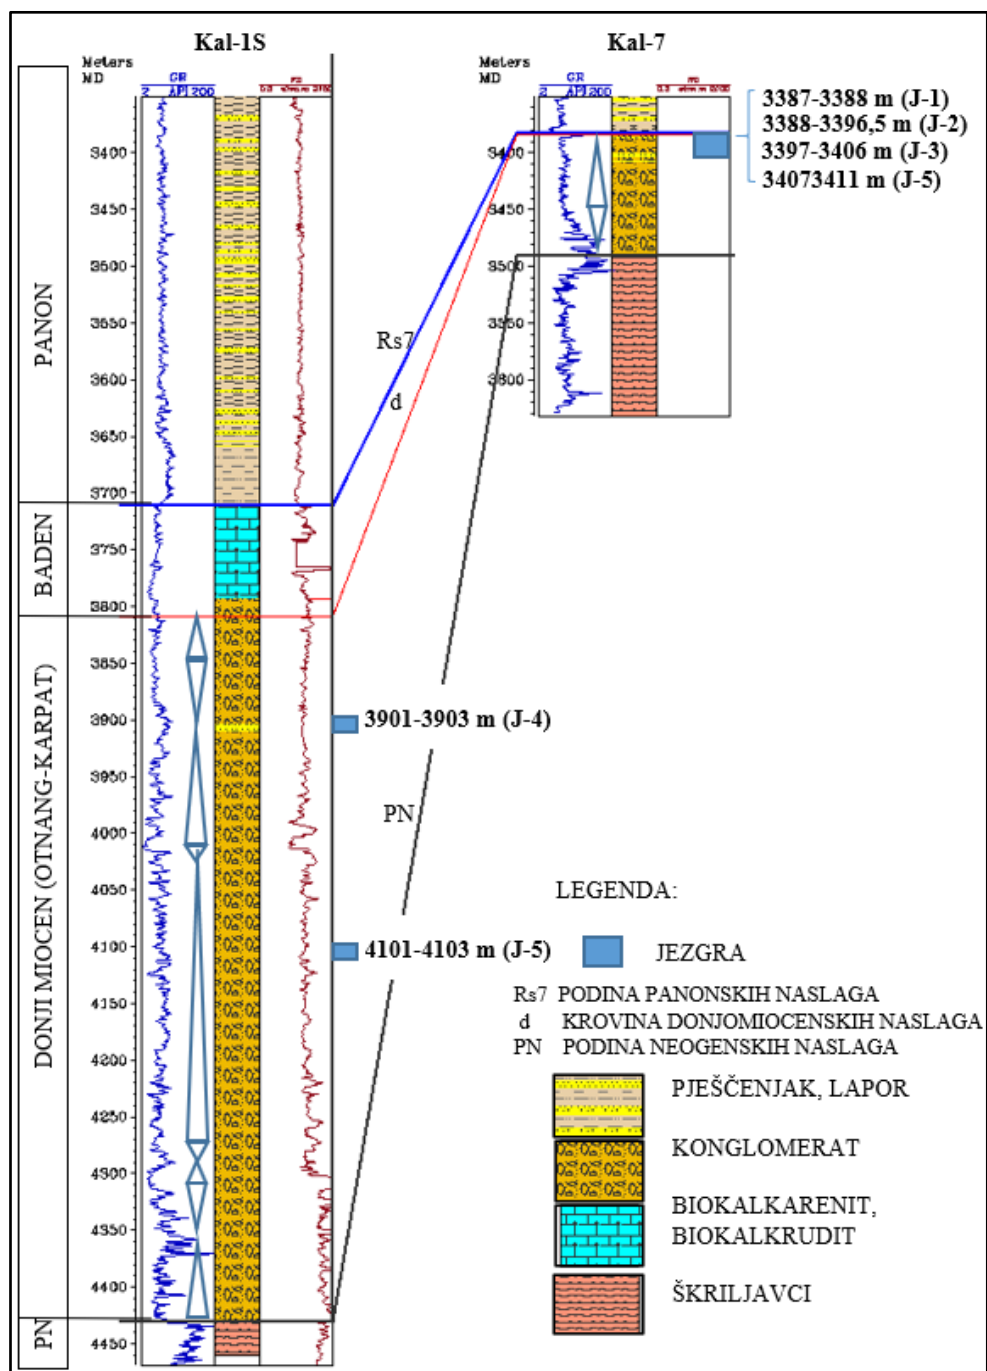 Kal-1S
Kal-7
Meters
MD
GR
2 API 200
Meters
MD
GR
2 API 200
3387-3388 m (J-1)
3388-3396,5 m (J-2)
3397-3406 m (J-3)
34073411 m (J-5)
PANON
BADEN
DONJI MIOCEN (OTNANG-KARPAT)
PN
3400
3450
3500
3550
3600
3650
3700
3750
3800
3850
3900
3950
4000
4050
4100
4150
4200
4250
4300
4350
4400
4450
3400
3450
3500
3550
3600
Rs7
d
PN
3901-3903 m (J-4)
4101-4103 m (J-5)
LEGENDA:
JEZGRA
Rs7 PODINA PANONSKIH NASLAGA
d KROVINA DONJOMIOCENSKIH NASLAGA
PN PODINA NEOGENSKIH NASLAGA
PJEŠČENJAK, LAPOR
KONGLOMERAT
BIOKALKARENIT,
BIOKALKRUDIT
ŠKRILJAVCI